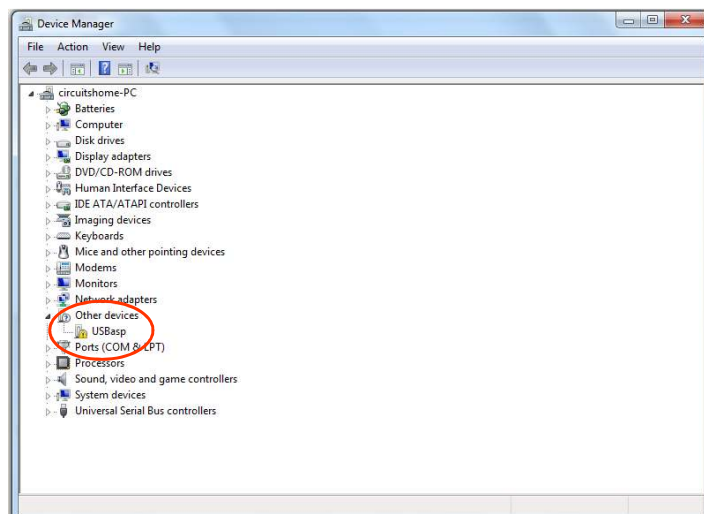 Device Manager
File Action View Help
circuitshome-PC
Batteries
Computer
Disk drives
Display adapters
DVD/CD-ROM drives
Human Interface Devices
IDE ATA/ATAPI controllers
Imaging devices
Keyboards
Mice and other pointing devices
Modems
Monitors
Network adapters
Other devices
USBasp
Ports (COM & LPT)
Processors
Sound, video and game controllers
System devices
Universal Serial Bus controllers